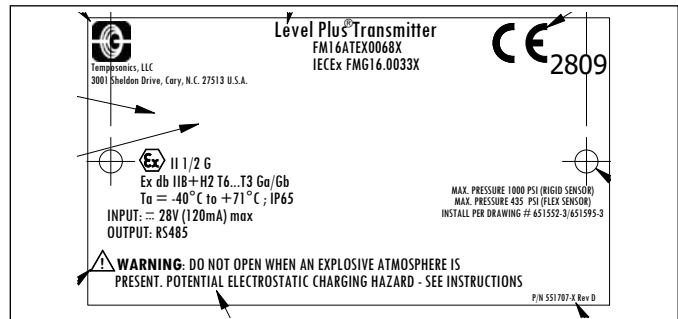 Level Plus® Transmitter
FM16ATEX0068X
IECEx FMG16.0033X
CE 2809
Temposonics, LLC
3001 Sheldon Drive, Cary, N.C. 27513 U.S.A.
Ex II 1/2 G
Ex db IIB+H2 T6...T3 Ga/Gb
Ta = -40°C to +71°C ; IP65
INPUT: ⎓ 28V (120mA) max
OUTPUT: RS485
MAX. PRESSURE 1000 PSI (RIGID SENSOR)
MAX. PRESSURE 435 PSI (FLEX SENSOR)
INSTALL PER DRAWING # 651552-3/651595-3
WARNING: DO NOT OPEN WHEN AN EXPLOSIVE ATMOSPHERE IS
PRESENT. POTENTIAL ELECTROSTATIC CHARGING HAZARD - SEE INSTRUCTIONS
P/N 551707-X Rev D